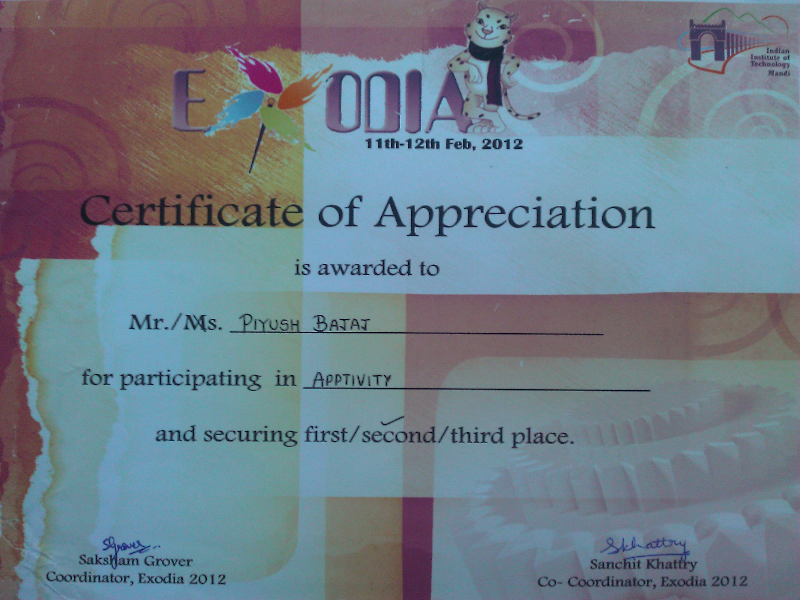 EXODIA
11th-12th Feb, 2012
Indian
Institute of
Technology
Mandi
Certificate of Appreciation
is awarded to
Mr./Ms. PIYUSH BAJAJ
for participating in APPTIVITY
and securing first/second/third place.
SGrover
Saksham Grover
Coordinator, Exodia 2012
Skhattry
Sanchit Khattry
Co- Coordinator, Exodia 2012